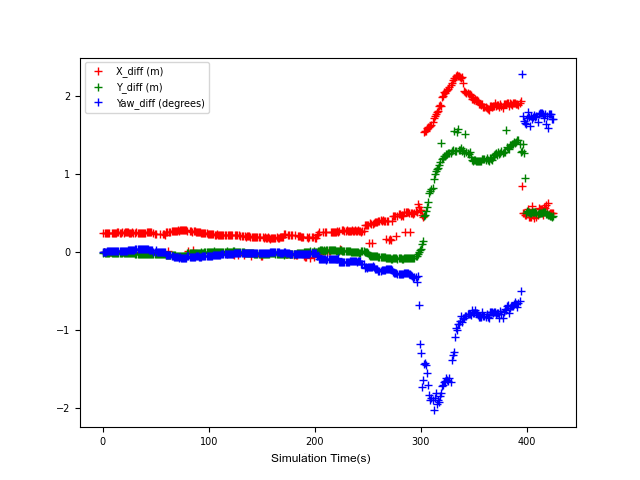 X_diff (m)
Y_diff (m)
Yaw_diff (degrees)
2
1
0
−1
−2
0 100 200 300 400
Simulation Time(s)